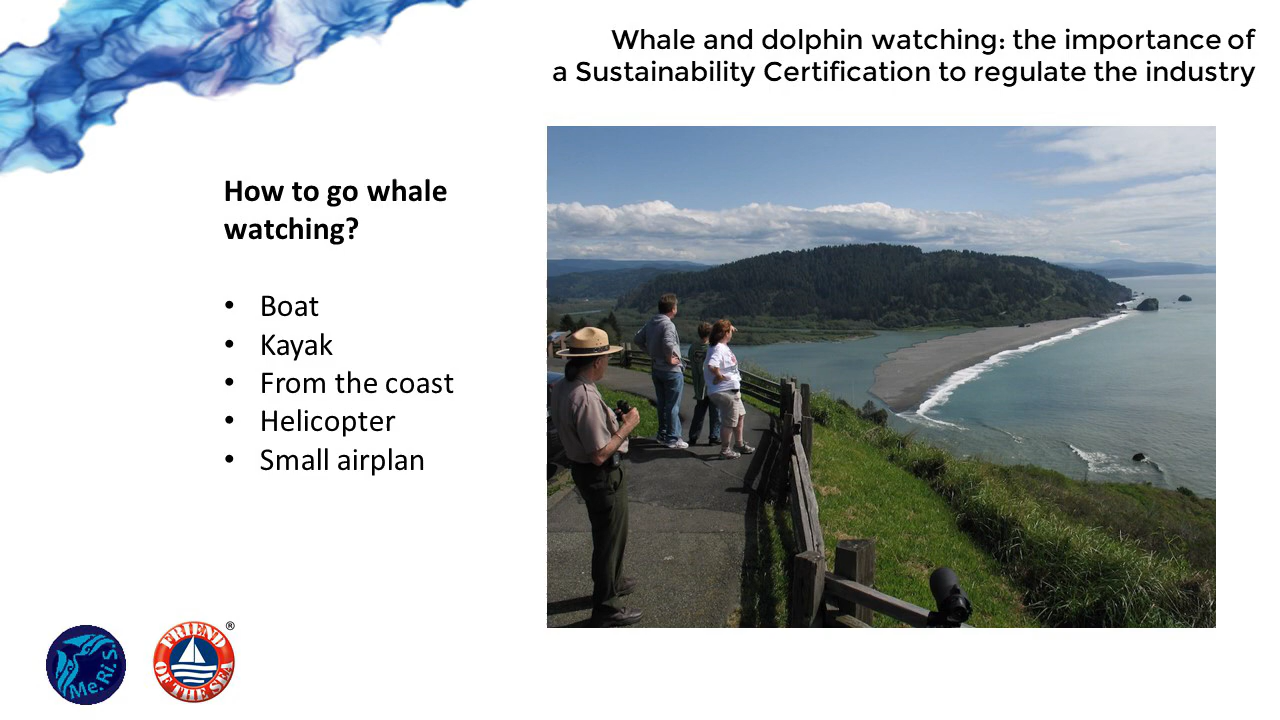 Whale and dolphin watching: the importance of
a Sustainability Certification to regulate the industry
How to go whale
watching?
• Boat
• Kayak
• From the coast
• Helicopter
• Small airplan
Me.Ri.S.
FRIEND
OF THE SEA
®